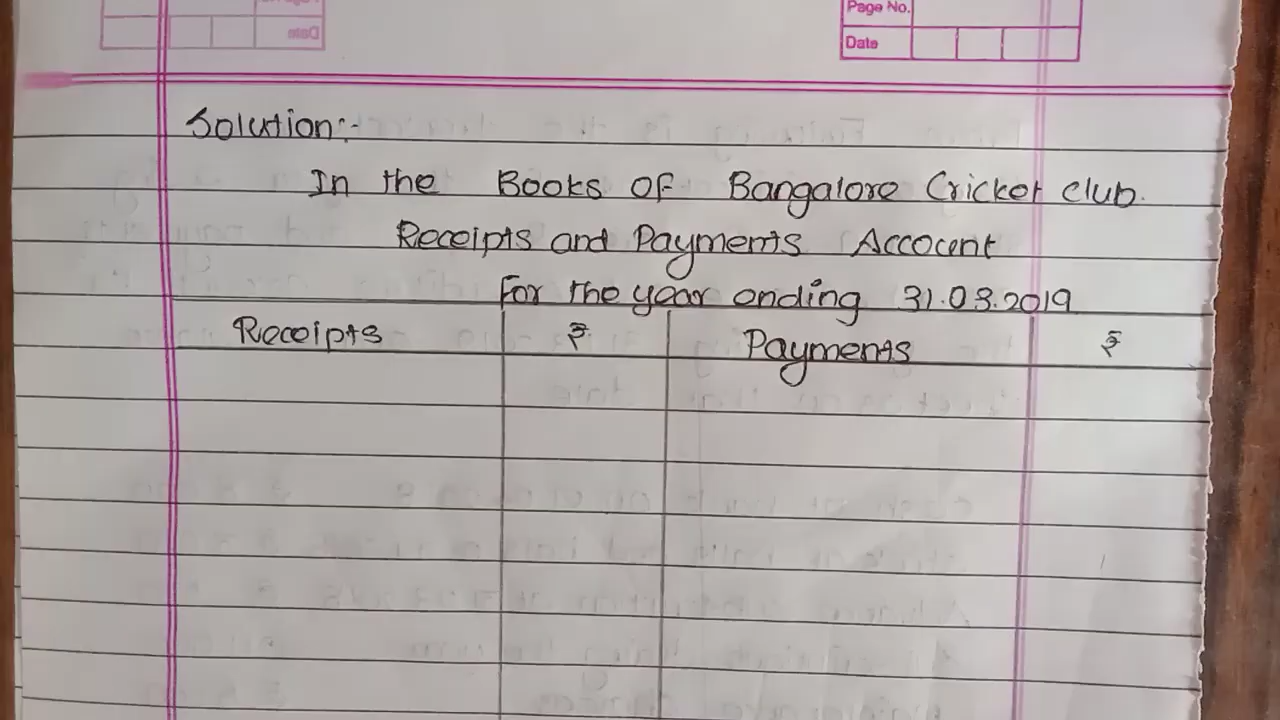 Page No.
Date
Solution:-
In the Books of Bangalore Cricket club.
Receipts and Payments Account
For the year ending 31.03.2019
Receipts ₹ Payments ₹